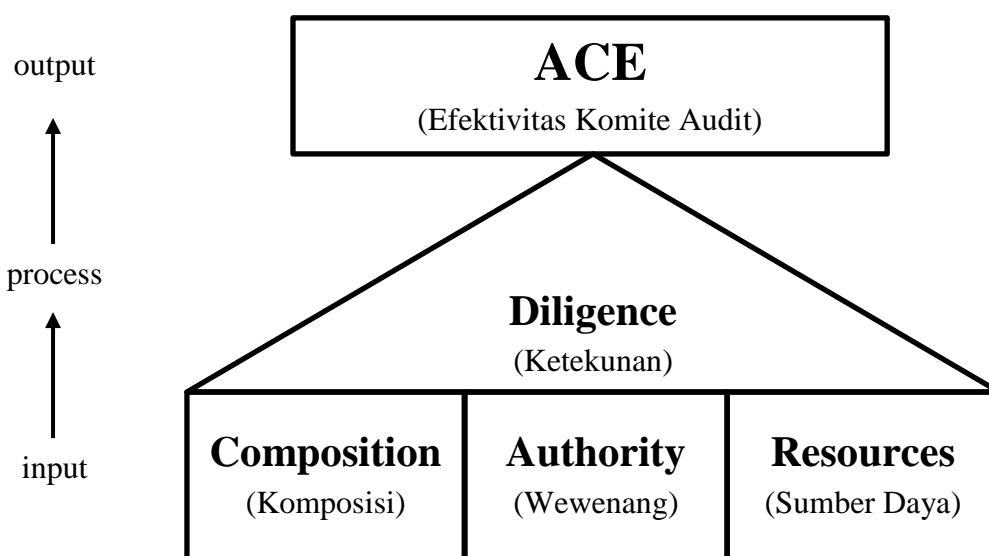 output
ACE
(Efektivitas Komite Audit)
process
Diligence
(Ketekunan)
input
Composition
(Komposisi)
Authority
(Wewenang)
Resources
(Sumber Daya)